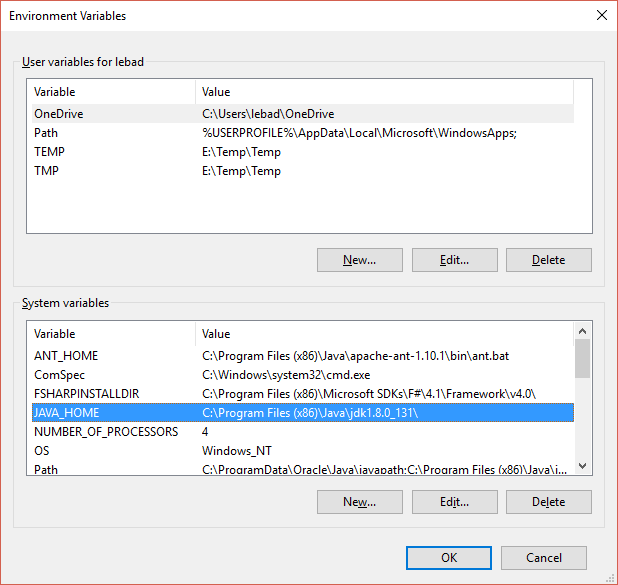 Environment Variables
User variables for lebad
Variable Value
OneDrive C:\Users\lebad\OneDrive
Path %USERPROFILE%\AppData\Local\Microsoft\WindowsApps;
TEMP E:\Temp\Temp
TMP E:\Temp\Temp
New... Edit... Delete
System variables
Variable Value
ANT_HOME C:\Program Files (x86)\Java\apache-ant-1.10.1\bin\ant.bat
ComSpec C:\Windows\system32\cmd.exe
FSHARPINSTALLDIR C:\Program Files (x86)\Microsoft SDKs\F#\4.1\Framework\v4.0\
JAVA_HOME C:\Program Files (x86)\Java\jdk1.8.0_131\
NUMBER_OF_PROCESSORS 4
OS Windows_NT
Path C:\ProgramData\Oracle\Java\javapath;C:\Program Files (x86)\Java\j...
New... Edit... Delete
OK Cancel